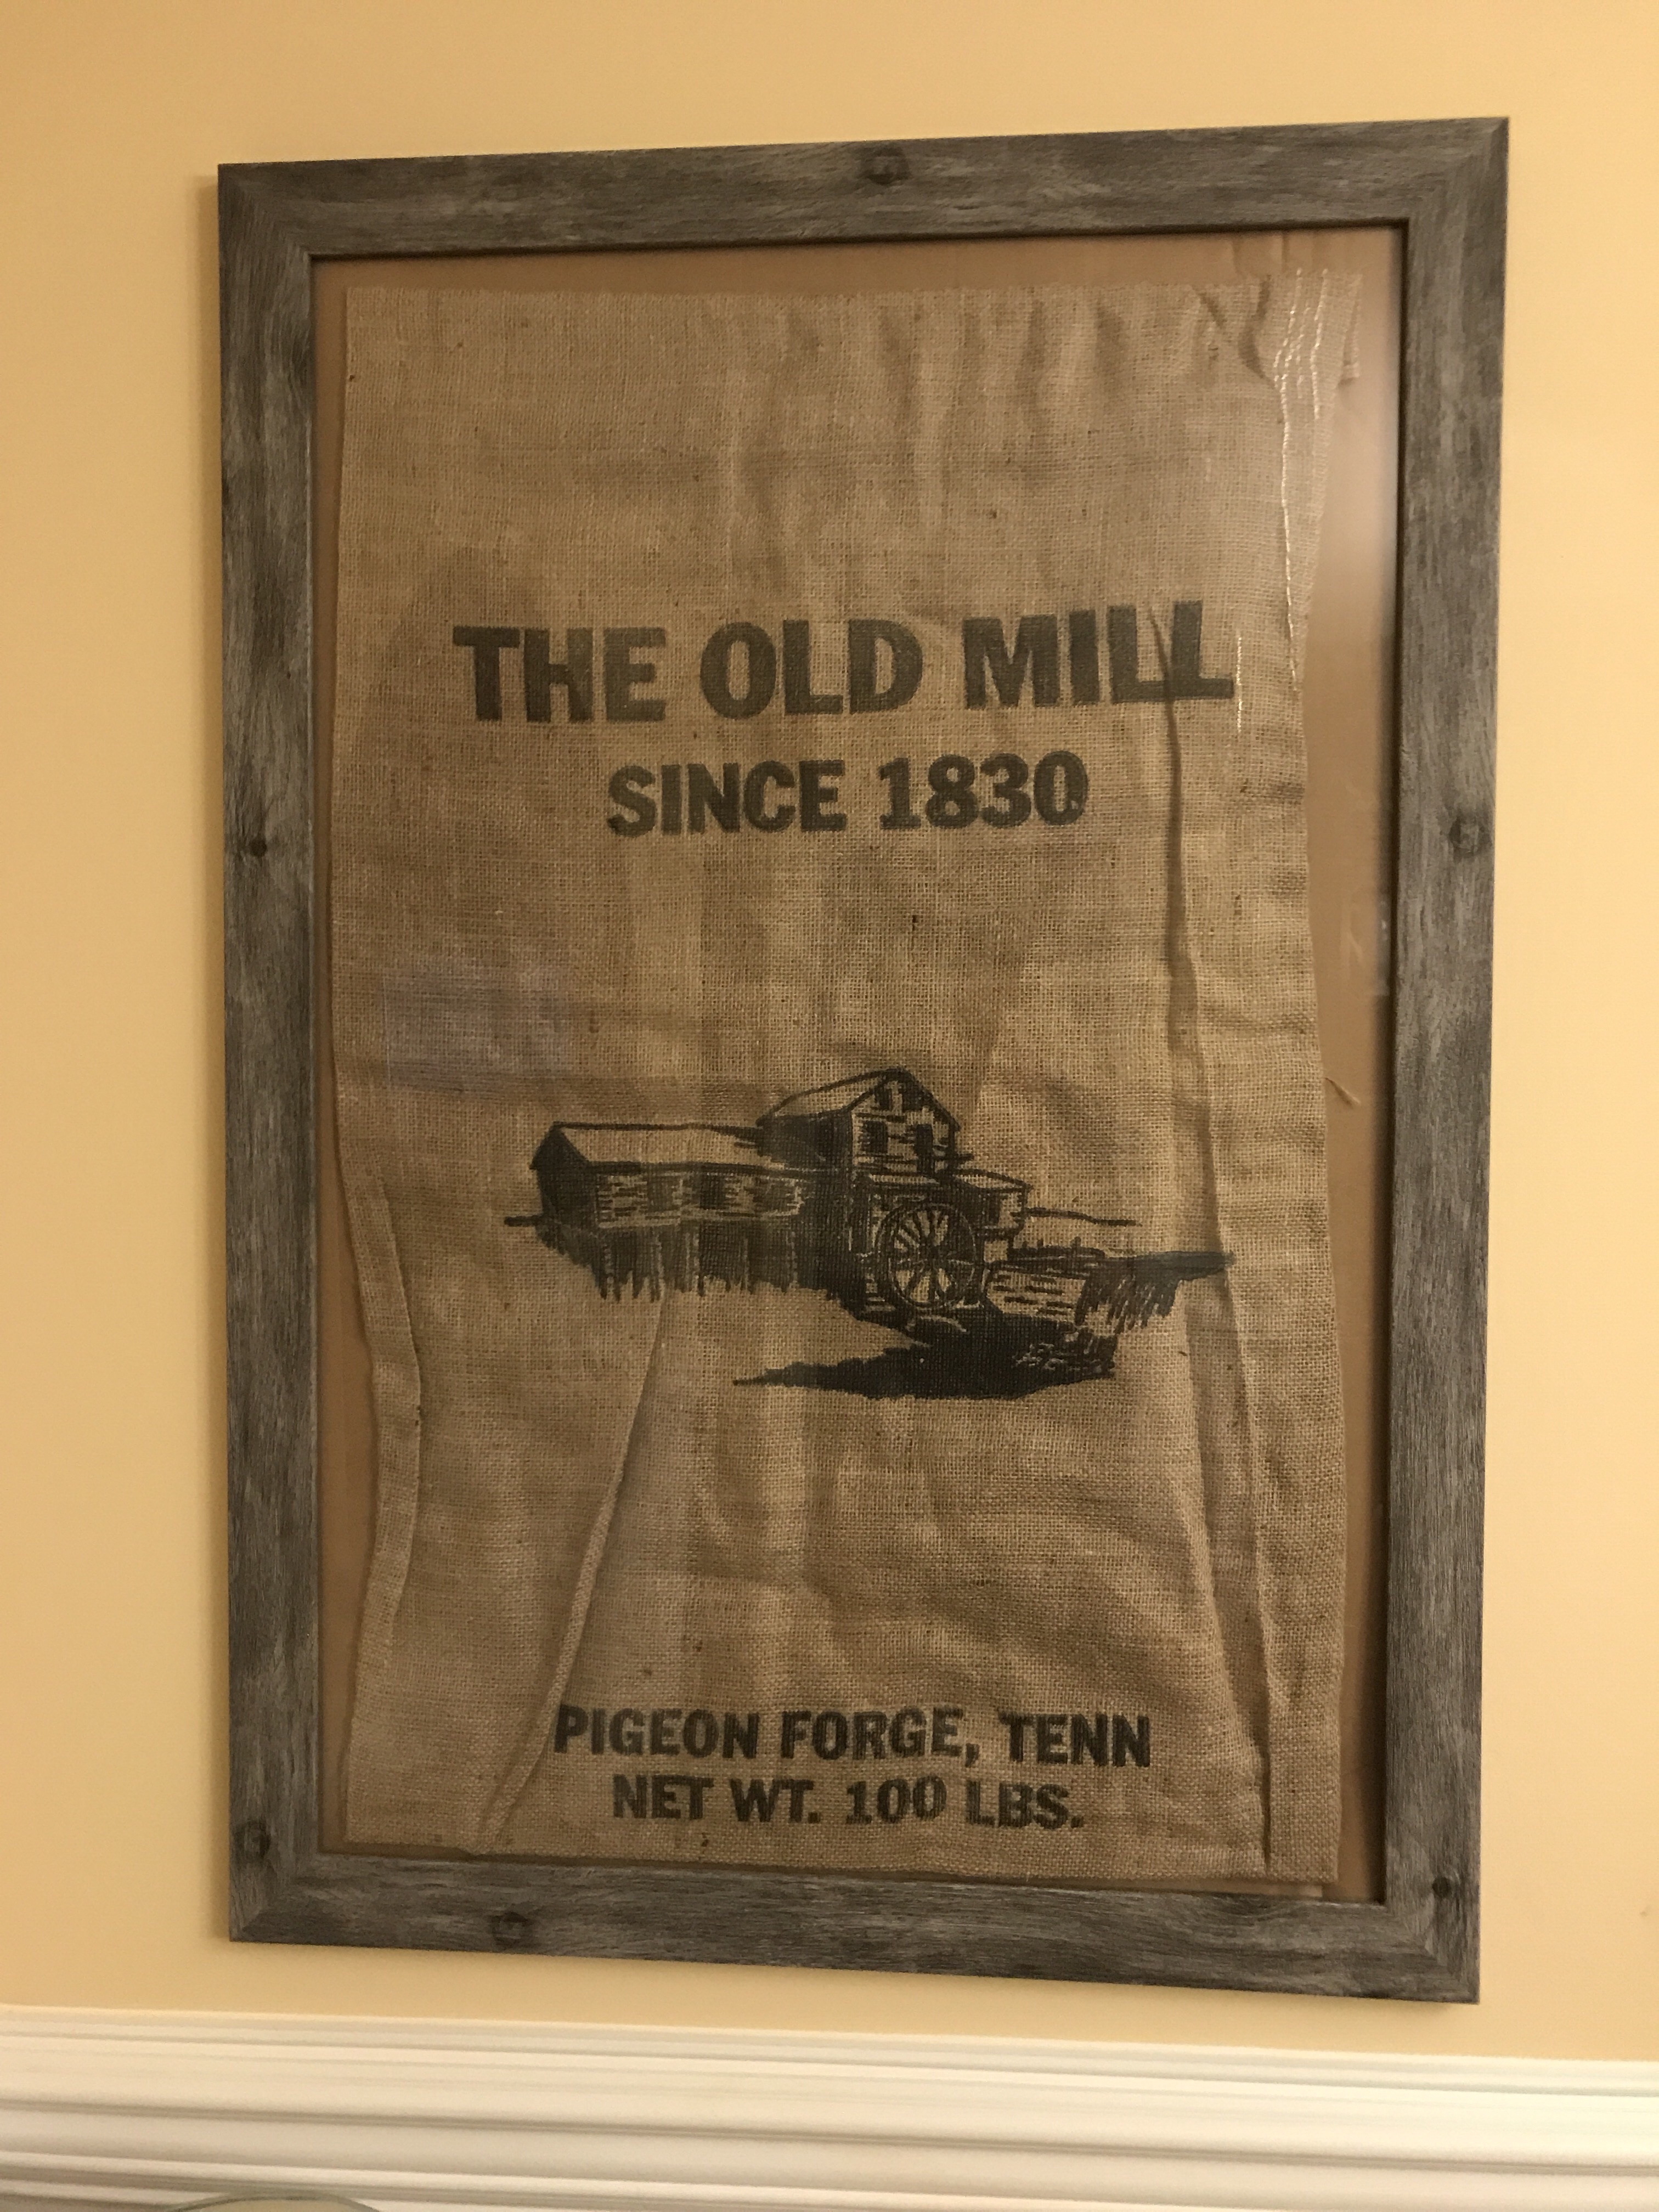 THE OLD MILL
SINCE 1830
PIGEON FORGE, TENN
NET WT. 100 LBS.